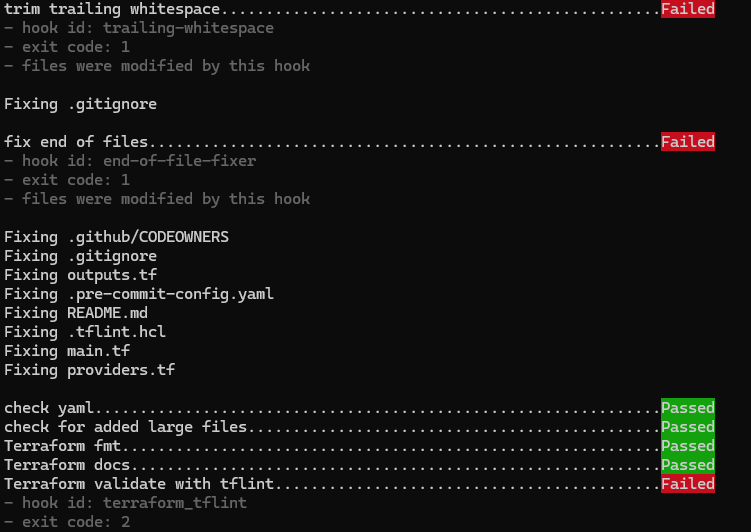 trim trailing whitespace.................................................Failed
- hook id: trailing-whitespace
- exit code: 1
- files were modified by this hook
Fixing .gitignore
fix end of files.........................................................Failed
- hook id: end-of-file-fixer
- exit code: 1
- files were modified by this hook
Fixing .github/CODEOWNERS
Fixing .gitignore
Fixing outputs.tf
Fixing .pre-commit-config.yaml
Fixing README.md
Fixing .tflint.hcl
Fixing main.tf
Fixing providers.tf
check yaml...............................................................Passed
check for added large files..............................................Passed
Terraform fmt............................................................Passed
Terraform docs...........................................................Passed
Terraform validate with tflint...........................................Failed
- hook id: terraform_tflint
- exit code: 2